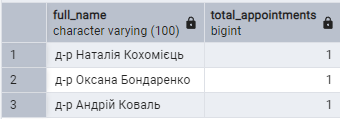 full_name total_appointments
character varying (100) bigint
1 д-р Наталія Кохомієць 1
2 д-р Оксана Бондаренко 1
3 д-р Андрій Коваль 1